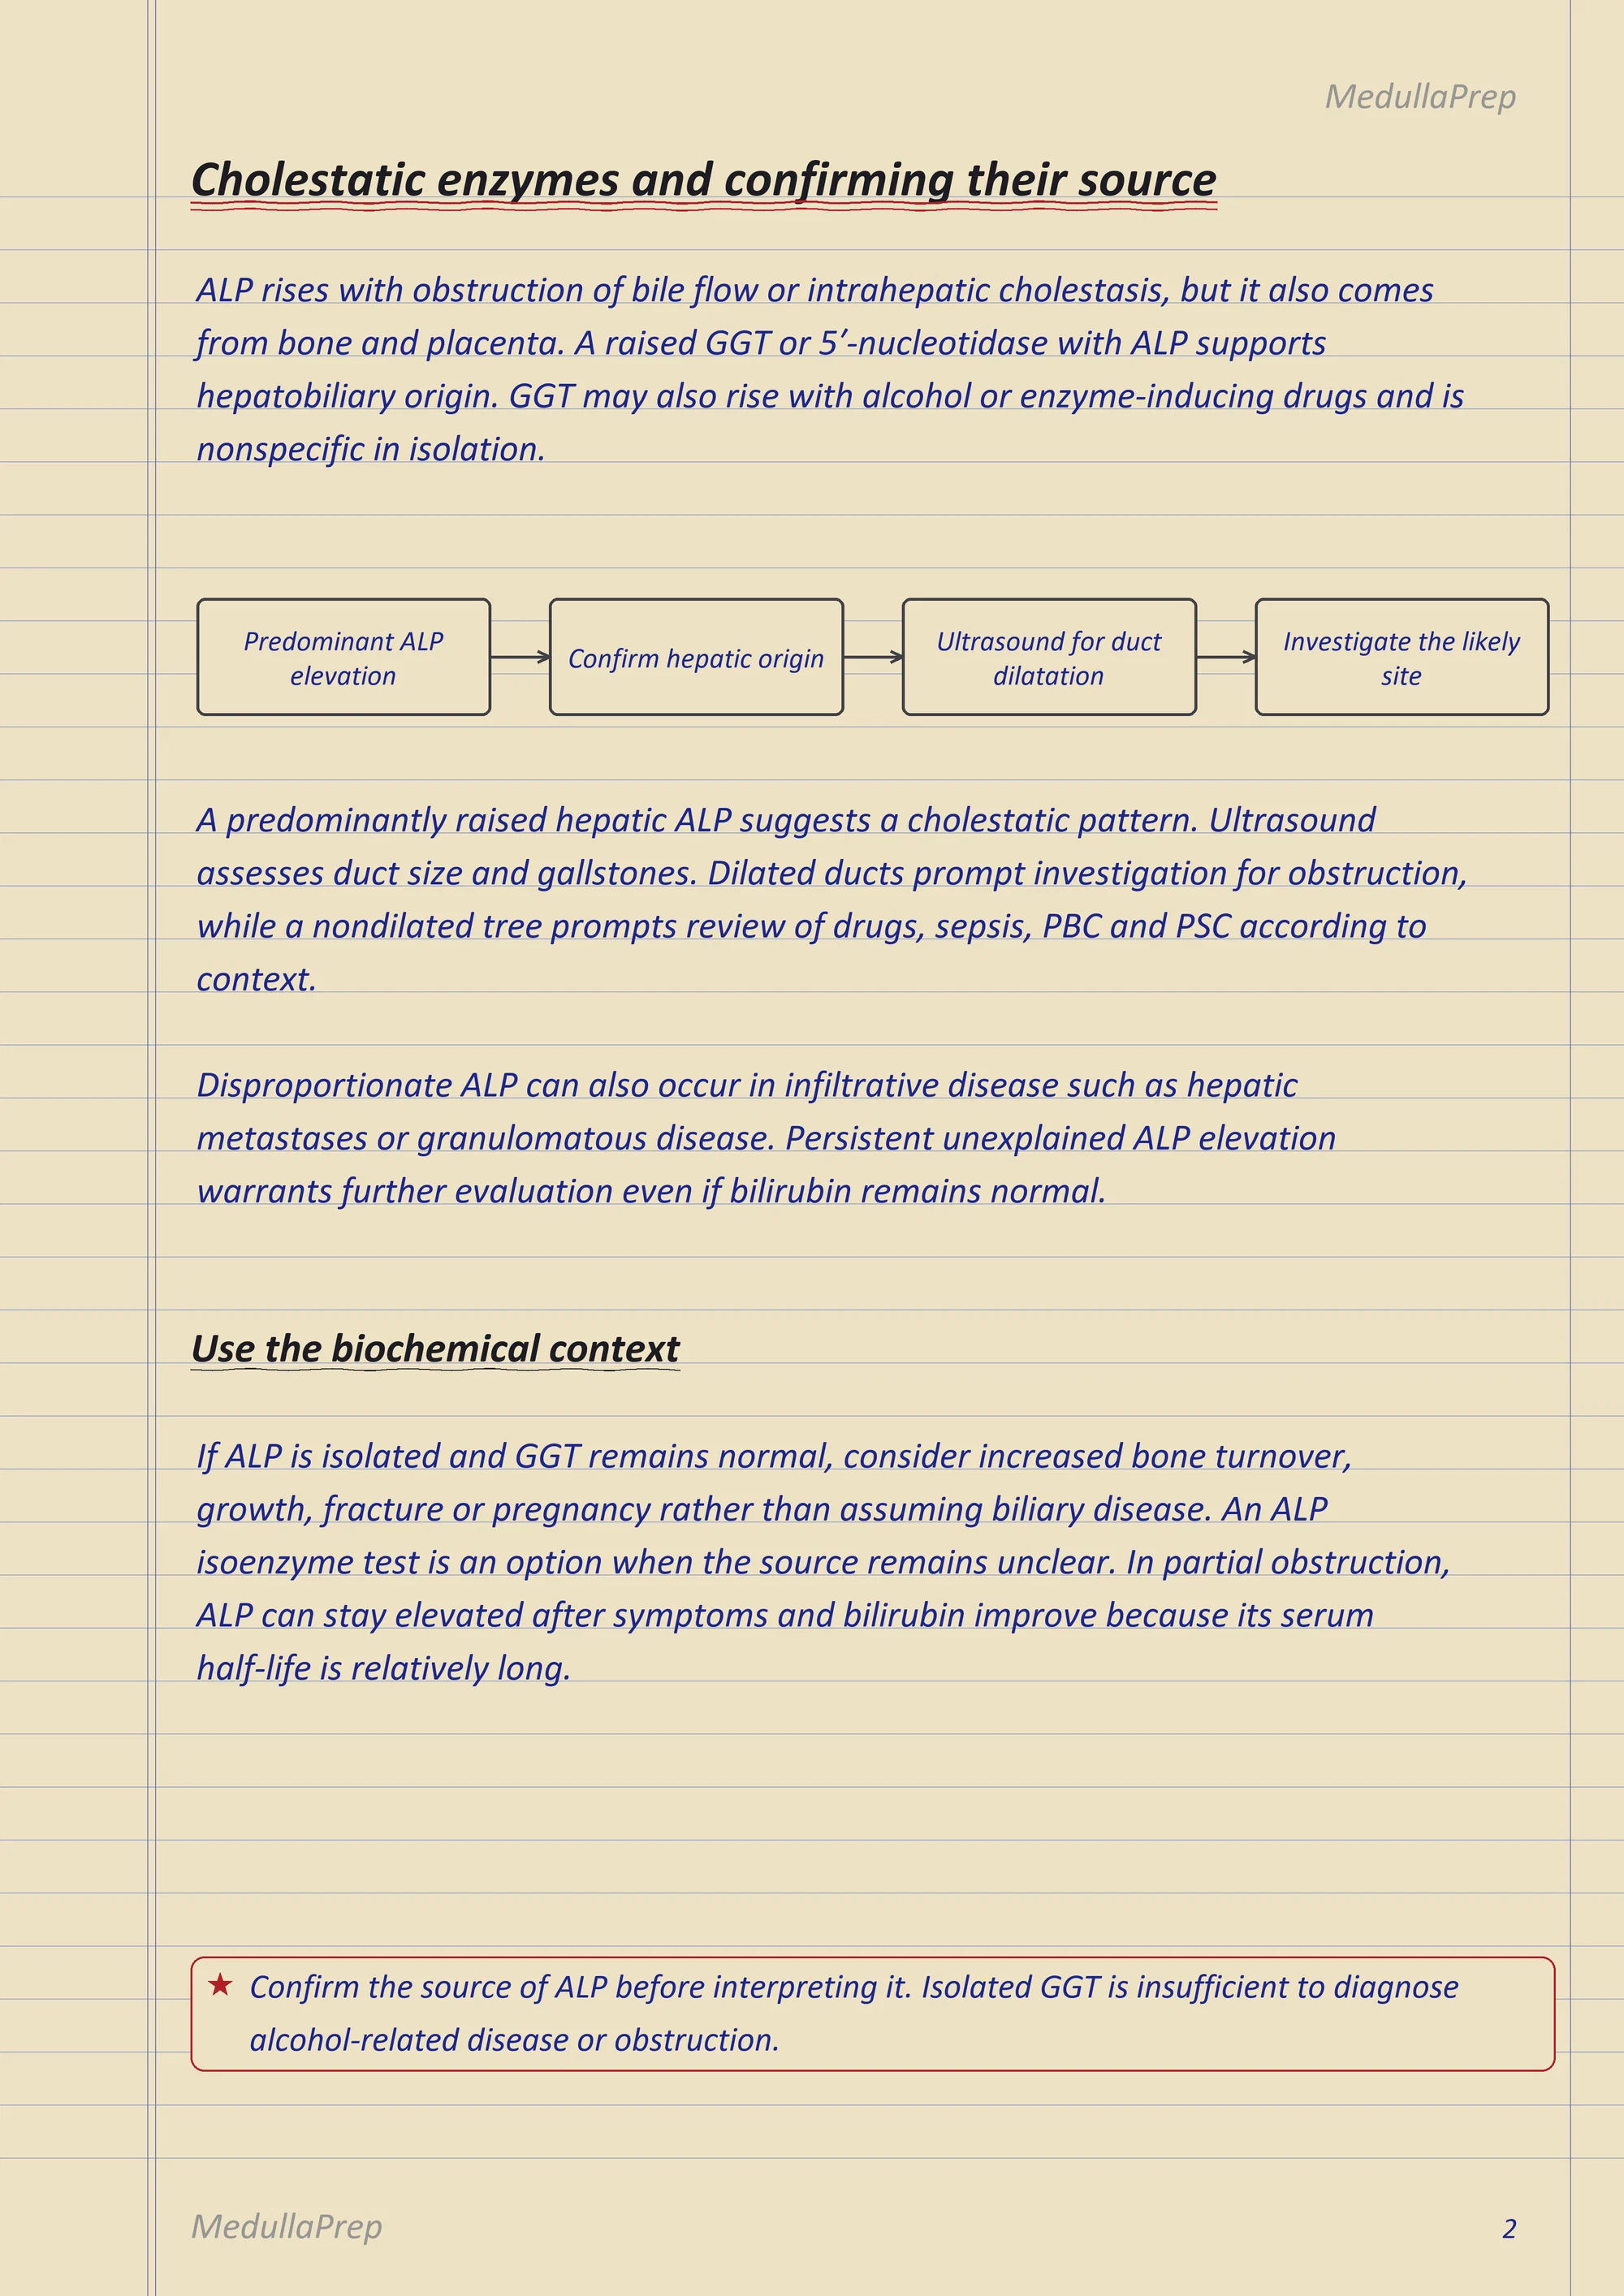 MedullaPrep
Cholestatic enzymes and confirming their source
ALP rises with obstruction of bile flow or intrahepatic cholestasis, but it also comes
from bone and placenta. A raised GGT or 5′-nucleotidase with ALP supports
hepatobiliary origin. GGT may also rise with alcohol or enzyme-inducing drugs and is
nonspecific in isolation.
Predominant ALP
elevation
Confirm hepatic origin
Ultrasound for duct
dilatation
Investigate the likely
site
A predominantly raised hepatic ALP suggests a cholestatic pattern. Ultrasound
assesses duct size and gallstones. Dilated ducts prompt investigation for obstruction,
while a nondilated tree prompts review of drugs, sepsis, PBC and PSC according to
context.
Disproportionate ALP can also occur in infiltrative disease such as hepatic
metastases or granulomatous disease. Persistent unexplained ALP elevation
warrants further evaluation even if bilirubin remains normal.
Use the biochemical context
If ALP is isolated and GGT remains normal, consider increased bone turnover,
growth, fracture or pregnancy rather than assuming biliary disease. An ALP
isoenzyme test is an option when the source remains unclear. In partial obstruction,
ALP can stay elevated after symptoms and bilirubin improve because its serum
half-life is relatively long.
★ Confirm the source of ALP before interpreting it. Isolated GGT is insufficient to diagnose
alcohol-related disease or obstruction.
MedullaPrep
2